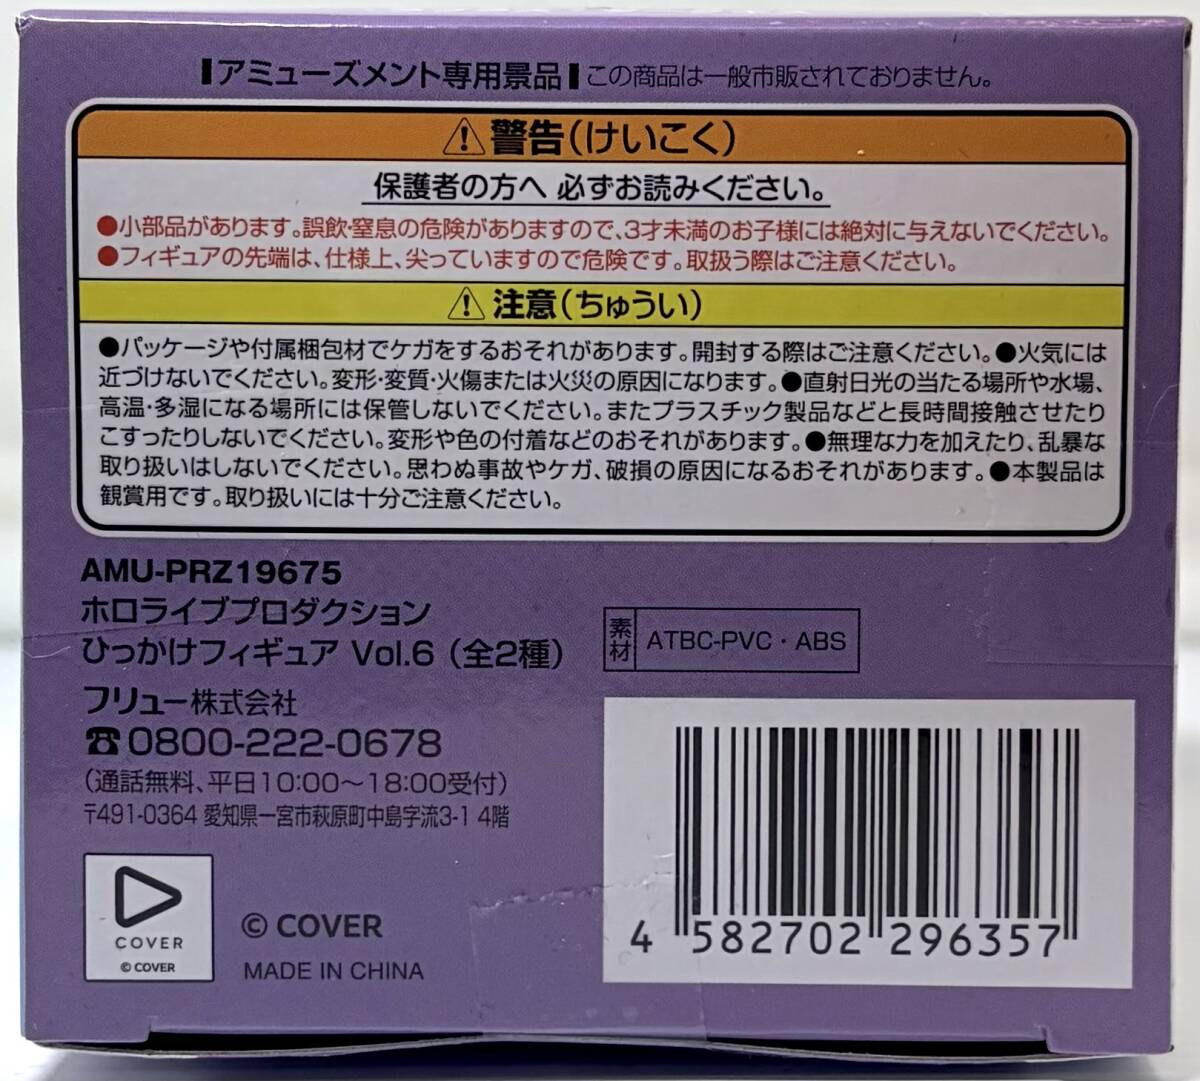 アミューズメント専用景品 この商品は一般市販されておりません。
⚠警告(けいこく)
保護者の方へ 必ずお読みください。
●小部品があります。誤飲・窒息の危険がありますので、3才未満のお子様には絶対に与えないでください。
●フィギュアの先端は、仕様上、尖っていますので危険です。取扱う際はご注意ください。
⚠注意(ちゅうい)
●パッケージや付属梱包材でケガをするおそれがあります。開封する際はご注意ください。●火気には
近づけないでください。変形・変質・火傷または火災の原因になります。●直射日光の当たる場所や水場、
高温・多湿になる場所には保管しないでください。またプラスチック製品などと長時間接触させたり
こすったりしないでください。変形や色の付着などのおそれがあります。●無理な力を加えたり、乱暴な
取り扱いはしないでください。思わぬ事故やケガ、破損の原因になるおそれがあります。●本製品は
観賞用です。取り扱いには十分ご注意ください。
AMU-PRZ19675
ホロライブプロダクション
ひっかけフィギュア Vol.6(全2種)
素材 ATBC-PVC・ABS
フリュー株式会社
☎0800-222-0678
(通話無料、平日10:00～18:00受付)
〒491-0364 愛知県一宮市萩原町中島字流3-1 4階
COVER
© COVER
© COVER
MADE IN CHINA
4 582702 296357